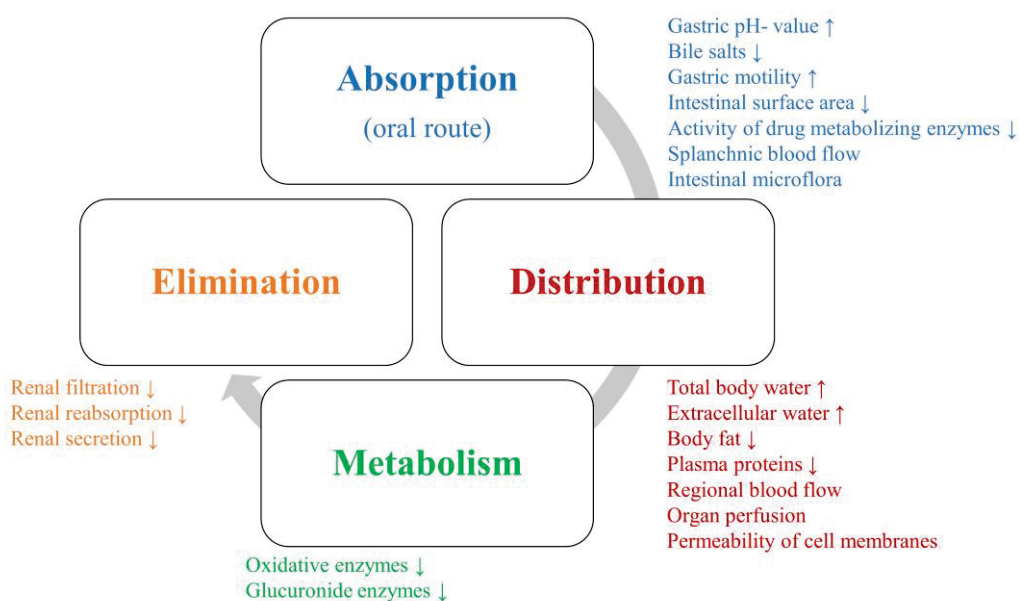 Absorption
(oral route)
Gastric pH- value ↑
Bile salts ↓
Gastric motility ↑
Intestinal surface area ↓
Activity of drug metabolizing enzymes ↓
Splanchnic blood flow
Intestinal microflora
Elimination
Distribution
Renal filtration ↓
Renal reabsorption ↓
Renal secretion ↓
Total body water ↑
Extracellular water ↑
Body fat ↓
Plasma proteins ↓
Regional blood flow
Organ perfusion
Permeability of cell membranes
Metabolism
Oxidative enzymes ↓
Glucuronide enzymes ↓